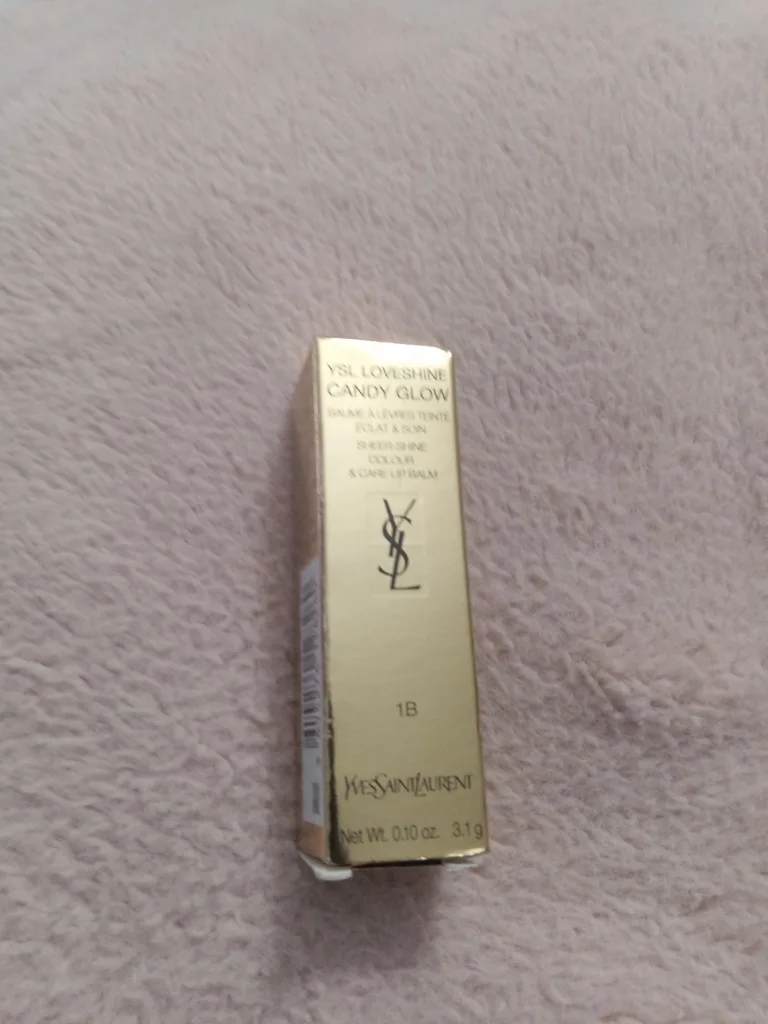 YSL LOVESHINE
CANDY GLOW
BAUME À LÈVRES TEINTÉ
ÉCLAT & SOIN
SHEER SHINE
COLOUR
& CARE LIP BALM
YSL
1B
YVESSAINTLAURENT
Net Wt. 0.10 oz. 3.1 g